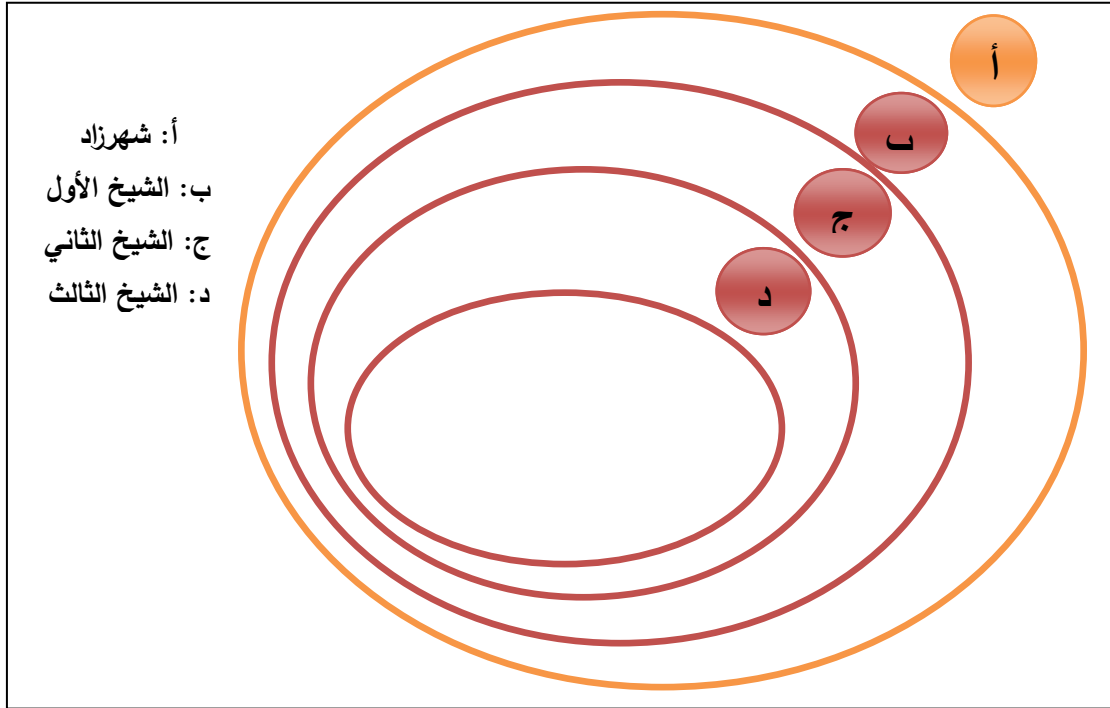 أ
ب
ج
د
أ: شهرزاد
ب: الشيخ الأول
ج: الشيخ الثاني
د: الشيخ الثالث